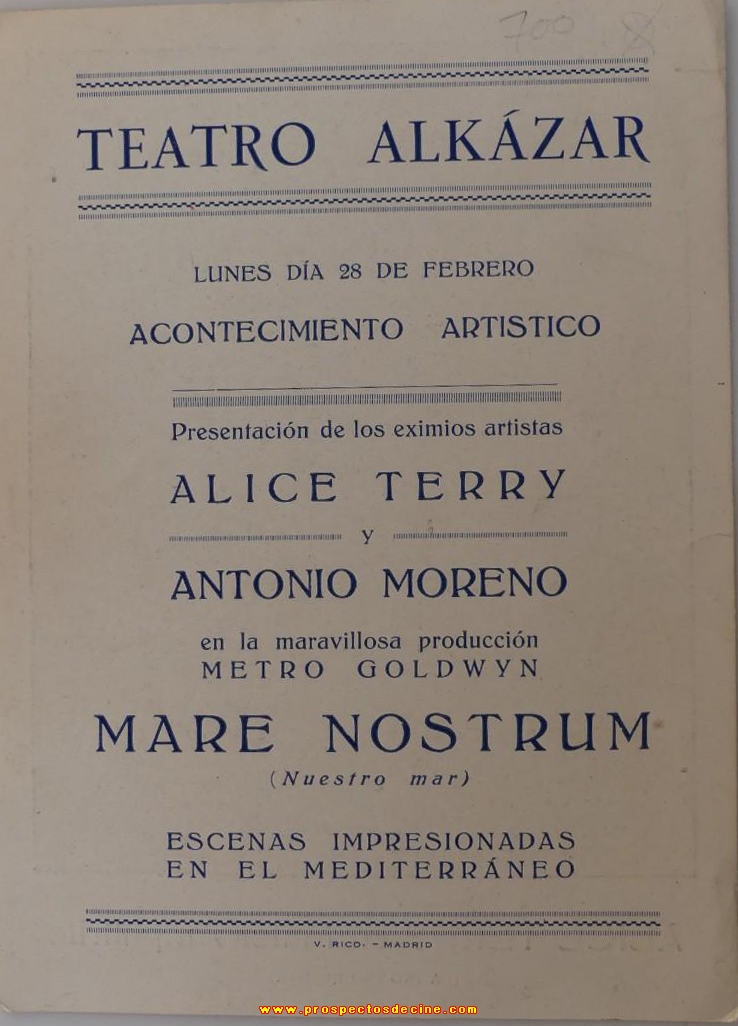 700
TEATRO ALKÁZAR
LUNES DÍA 28 DE FEBRERO
ACONTECIMIENTO ARTISTICO
Presentación de los eximios artistas
ALICE TERRY
y
ANTONIO MORENO
en la maravillosa producción
METRO GOLDWYN
MARE NOSTRUM
(Nuestro mar)
ESCENAS IMPRESIONADAS
EN EL MEDITERRÁNEO
V. RICO. - MADRID
www.prospectosdecine.com